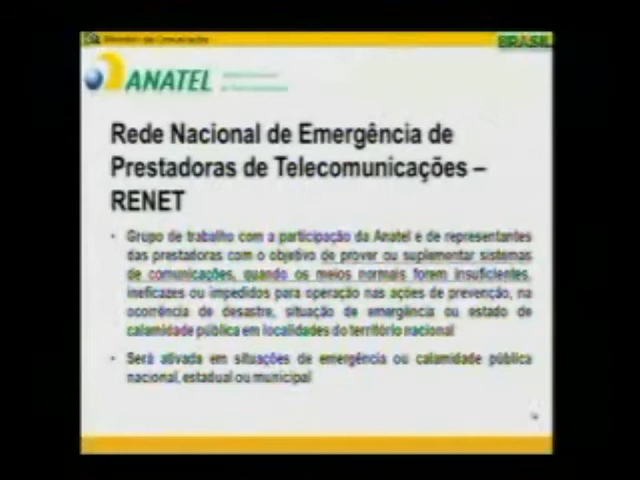 Ministério das Comunicações
BRASIL
ANATEL
Rede Nacional de Emergência de
Prestadoras de Telecomunicações –
RENET
• Grupo de trabalho com a participação da Anatel e de representantes
das prestadoras com o objetivo de prover ou suplementar sistemas
de comunicações, quando os meios normais forem insuficientes,
ineficazes ou impedidos para operação nas ações de prevenção, na
ocorrência de desastre, situação de emergência ou estado de
calamidade pública em localidades do território nacional
• Será ativada em situações de emergência ou calamidade pública
nacional, estadual ou municipal